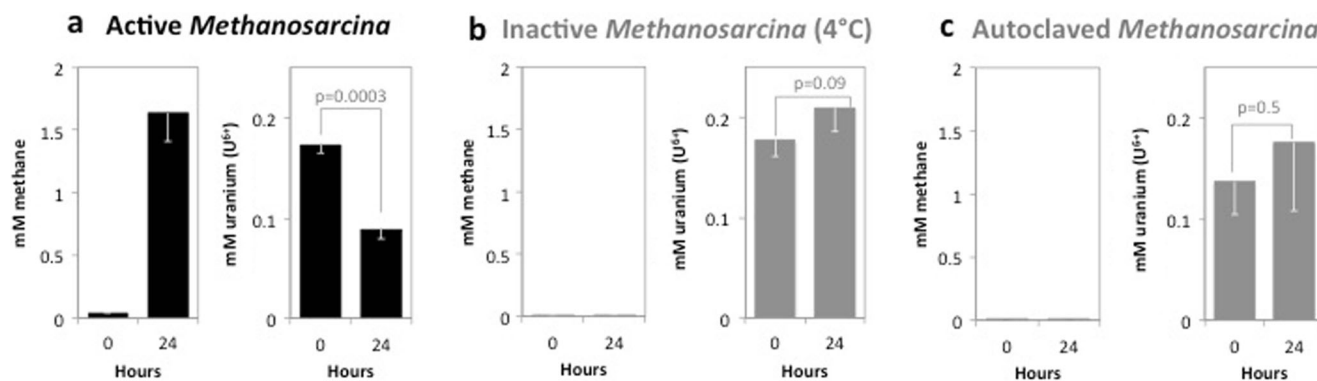 a Active Methanosarcina
2
1.5
1
0.5
0
mM methane
0 24
Hours
0.2
0.1
0
mM uranium (U⁶⁺)
p=0.0003
0 24
Hours
b Inactive Methanosarcina (4°C)
2
1.5
1
0.5
0
mM methane
0 24
Hours
0.2
0.1
0
mM uranium (U⁶⁺)
p=0.09
0 24
Hours
c Autoclaved Methanosarcina
2
1.5
1
0.5
0
mM methane
0 24
Hours
0.2
0.1
0
mM uranium (U⁶⁺)
p=0.5
0 24
Hours